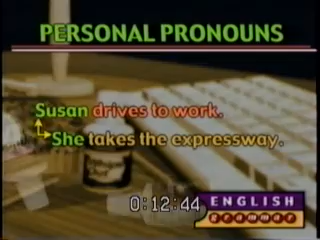 PERSONAL PRONOUNS
Susan drives to work.
She takes the expressway.
0:12:44
ENGLISH
grammar